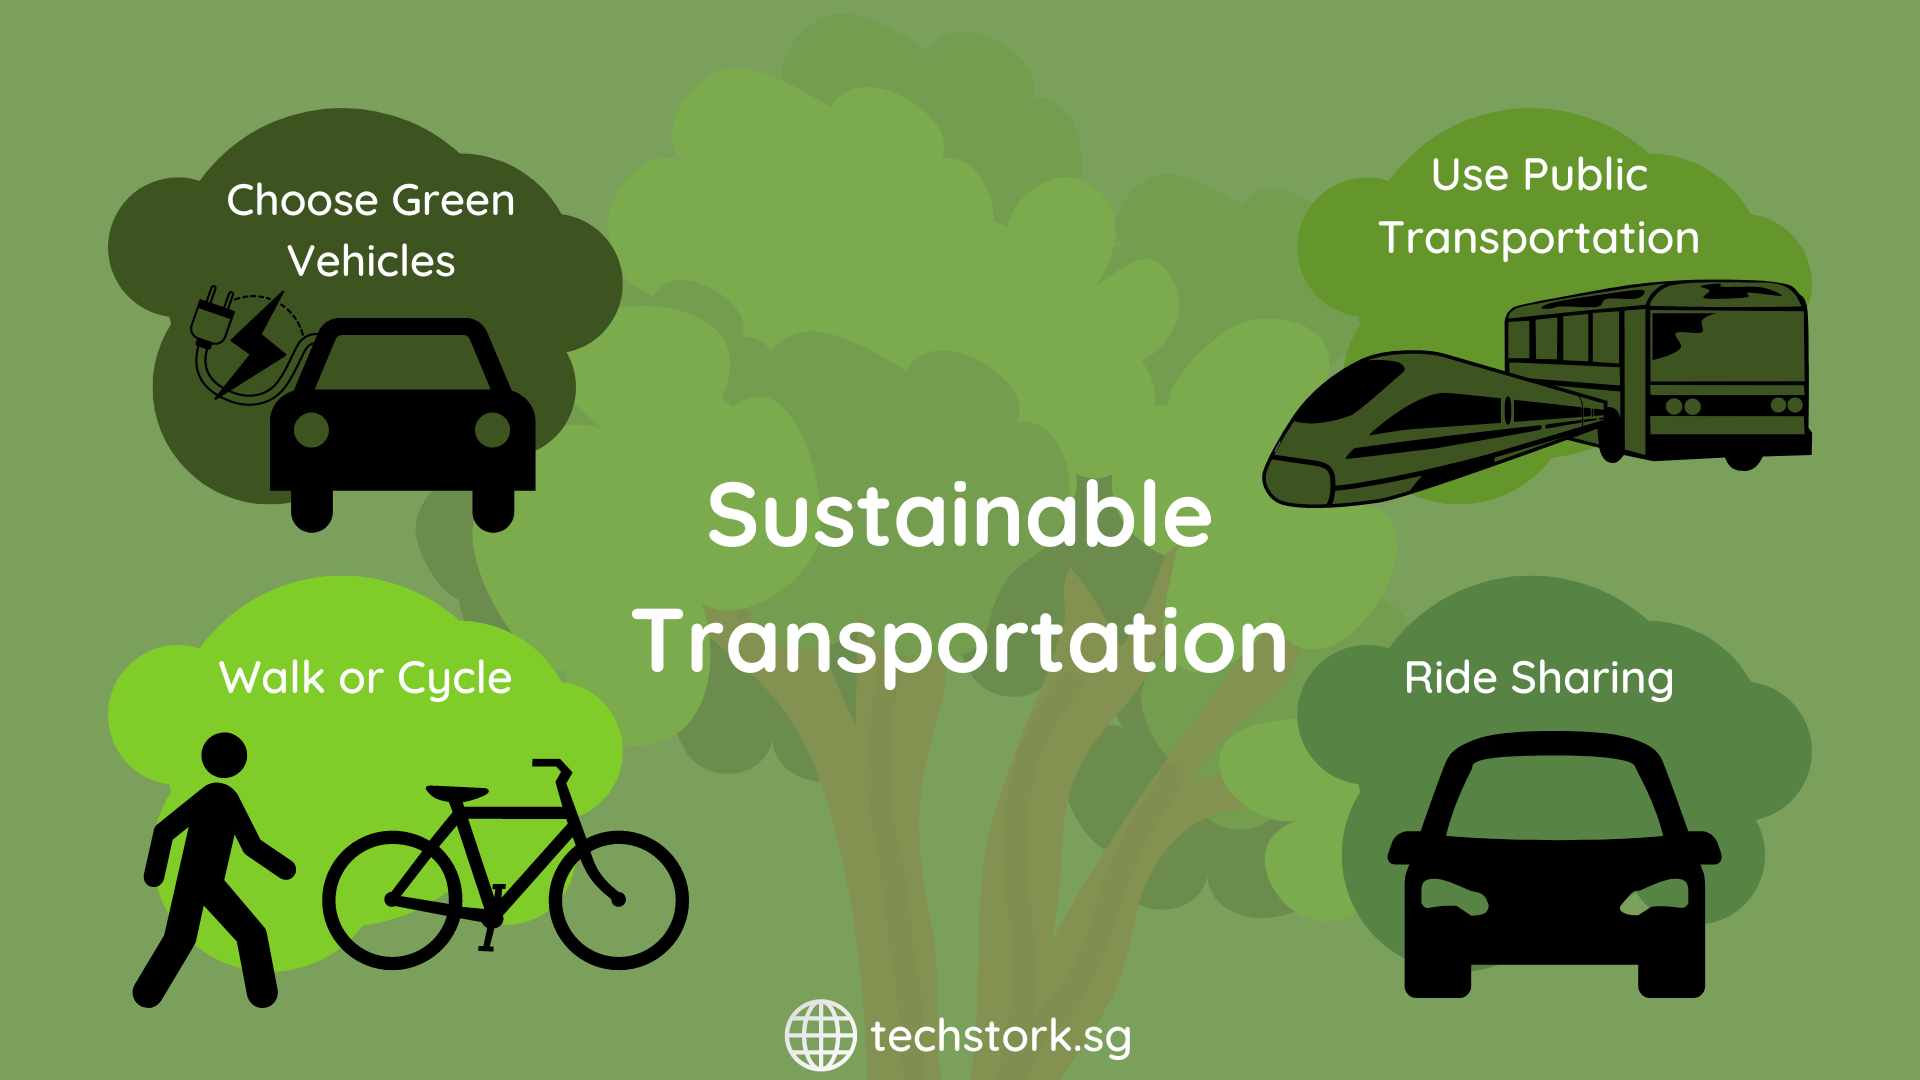 Choose Green
Vehicles
Use Public
Transportation
Sustainable
Transportation
Walk or Cycle
Ride Sharing
techstork.sg